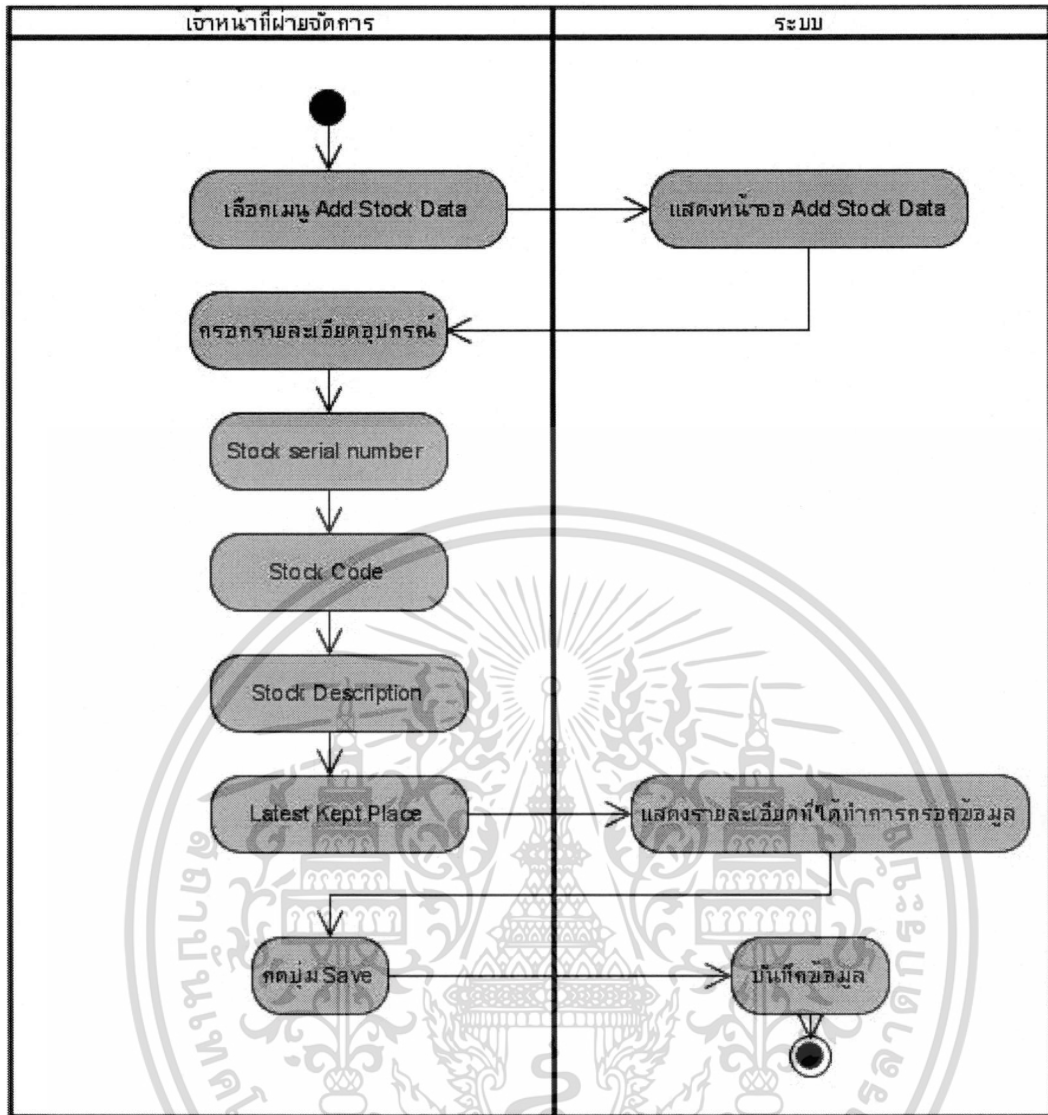 เจ้าหน้าที่ฝ่ายจัดการ
ระบบ
เลือกเมนู Add Stock Data
แสดงหน้าจอ Add Stock Data
กรอกรายละเอียดอุปกรณ์
Stock serial number
Stock Code
Stock Description
Latest Kept Place
แสดงรายละเอียดที่ได้ทำการกรอกข้อมูล
กดปุ่ม Save
บันทึกข้อมูล